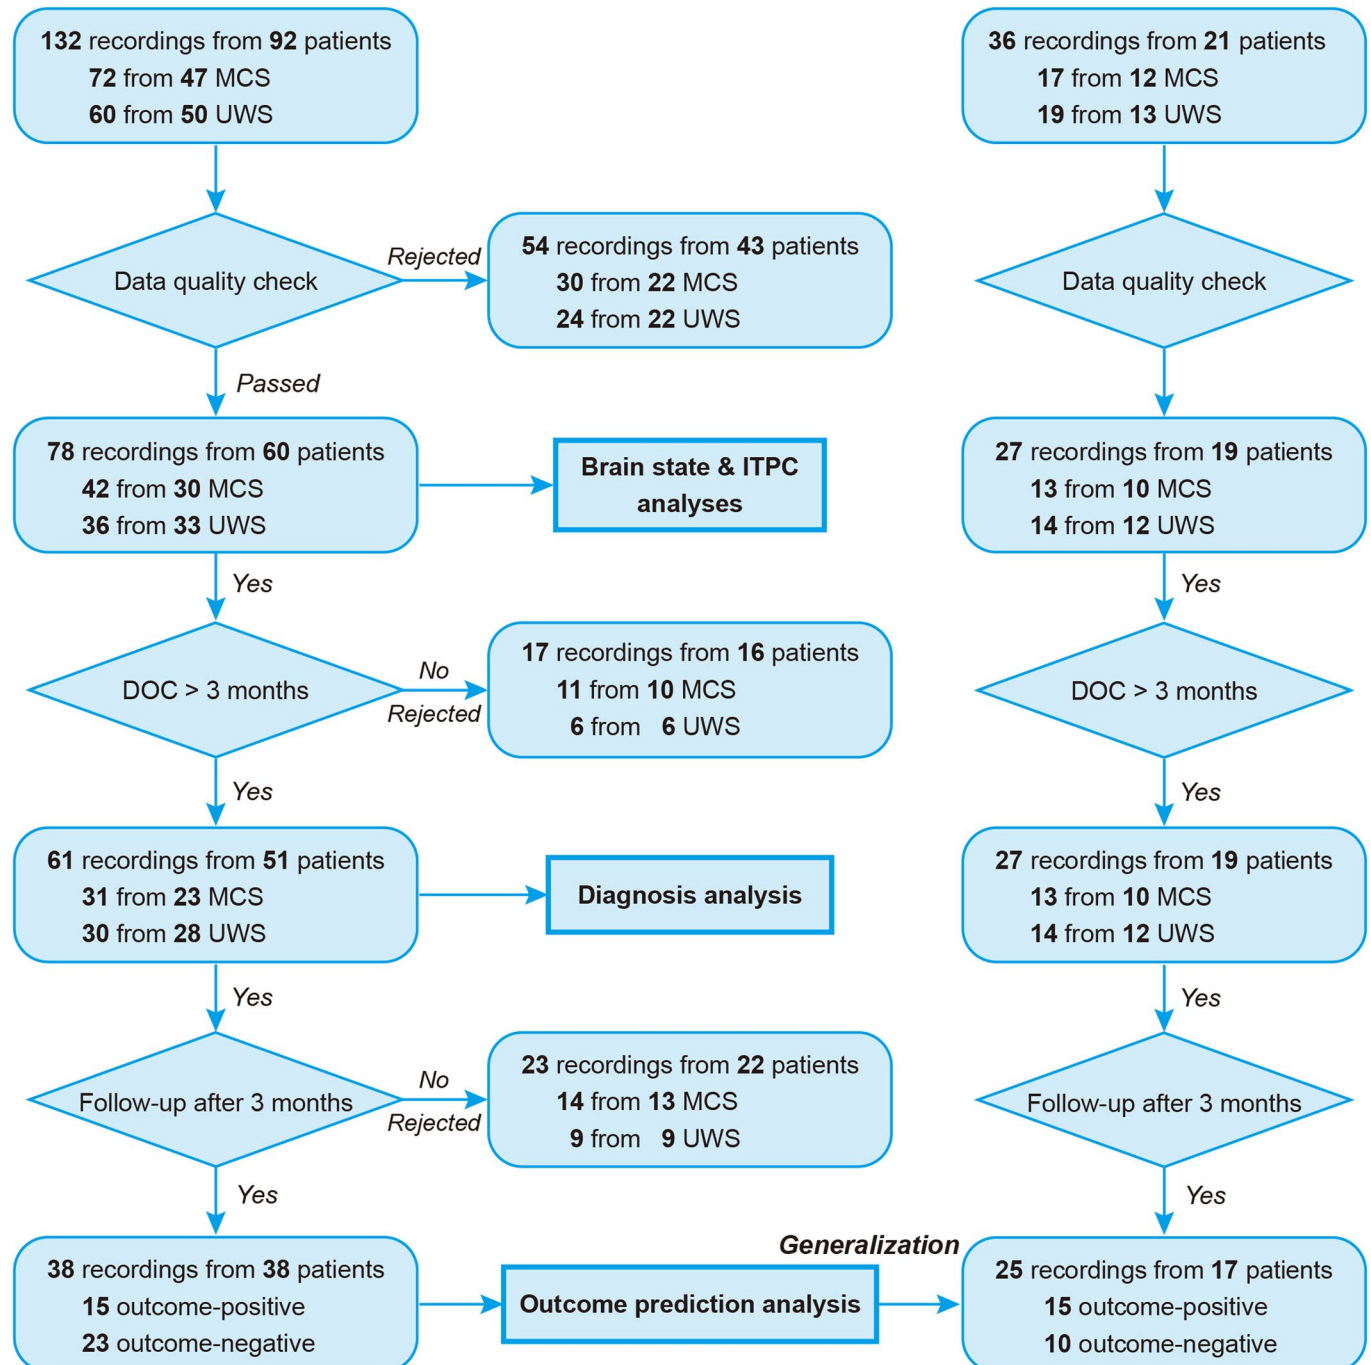 132 recordings from 92 patients
72 from 47 MCS
60 from 50 UWS
Data quality check
Rejected
54 recordings from 43 patients
30 from 22 MCS
24 from 22 UWS
Passed
78 recordings from 60 patients
42 from 30 MCS
36 from 33 UWS
Brain state & ITPC
analyses
Yes
DOC > 3 months
No
Rejected
17 recordings from 16 patients
11 from 10 MCS
6 from 6 UWS
Yes
61 recordings from 51 patients
31 from 23 MCS
30 from 28 UWS
Diagnosis analysis
Yes
Follow-up after 3 months
No
Rejected
23 recordings from 22 patients
14 from 13 MCS
9 from 9 UWS
Yes
38 recordings from 38 patients
15 outcome-positive
23 outcome-negative
Outcome prediction analysis
Generalization
36 recordings from 21 patients
17 from 12 MCS
19 from 13 UWS
Data quality check
27 recordings from 19 patients
13 from 10 MCS
14 from 12 UWS
Yes
DOC > 3 months
Yes
27 recordings from 19 patients
13 from 10 MCS
14 from 12 UWS
Yes
Follow-up after 3 months
Yes
25 recordings from 17 patients
15 outcome-positive
10 outcome-negative